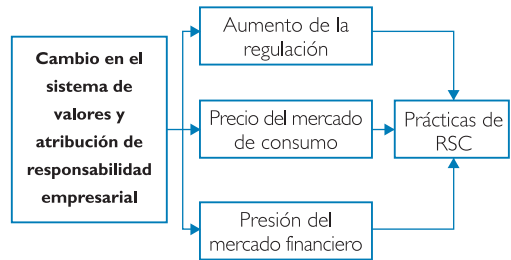 Cambio en el
sistema de
valores y
atribución de
responsabilidad
empresarial
Aumento de la
regulación
Precio del mercado
de consumo
Presión del
mercado financiero
Prácticas de
RSC